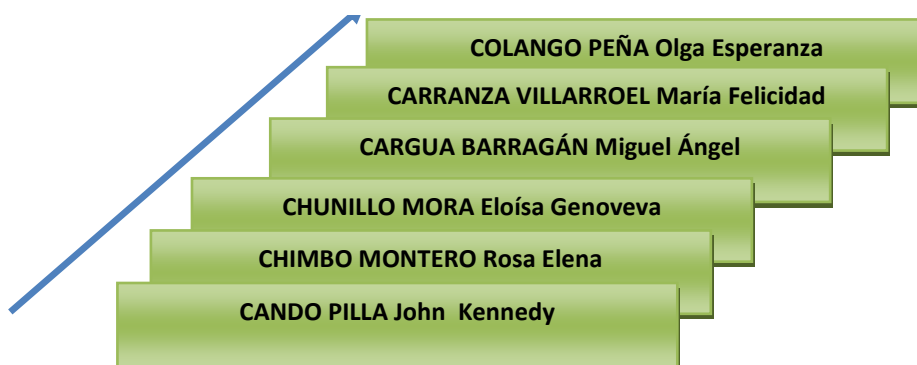 COLANGO PEÑA Olga Esperanza
CARRANZA VILLARROEL María Felicidad
CARGUA BARRAGÁN Miguel Ángel
CHUNILLO MORA Eloísa Genoveva
CHIMBO MONTERO Rosa Elena
CANDO PILLA John  Kennedy